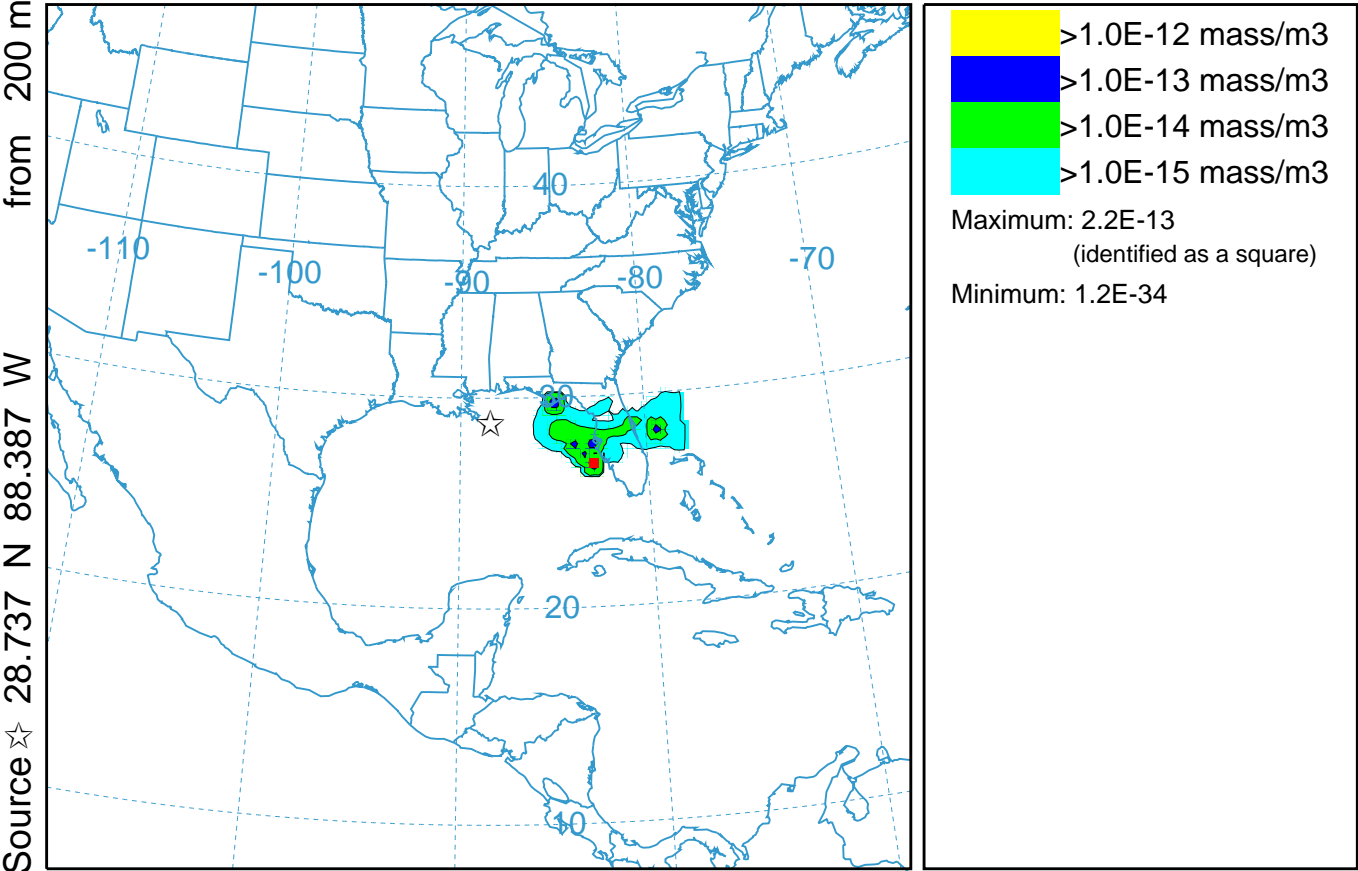 Source ☆ 28.737 N 88.387 W from 200 m
>1.0E-12 mass/m3
>1.0E-13 mass/m3
>1.0E-14 mass/m3
>1.0E-15 mass/m3
Maximum: 2.2E-13
(identified as a square)
Minimum: 1.2E-34
40
-110
-100
-90
-80
-70
30
20
10